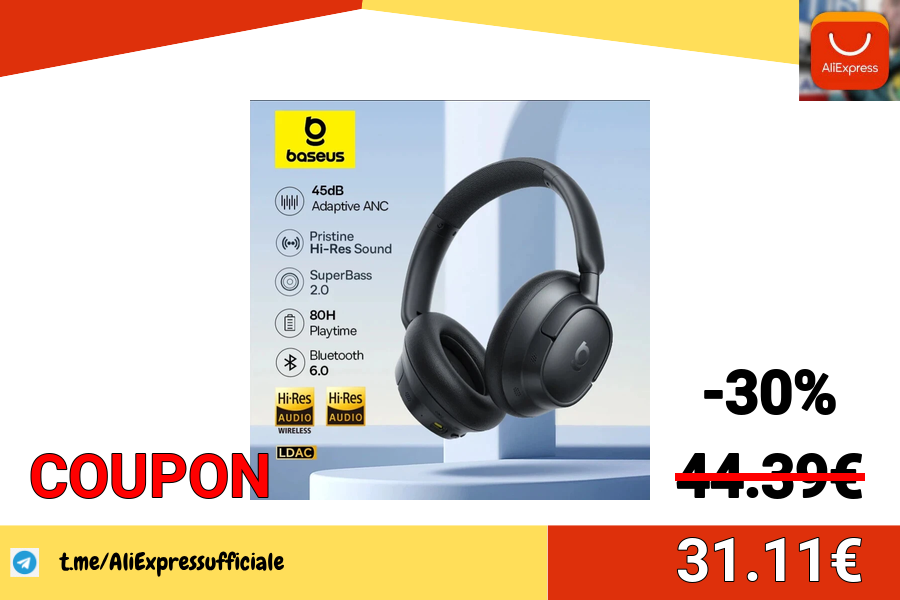 AliExpress
baseus
45dB
Adaptive ANC
Pristine
Hi-Res Sound
SuperBass
2.0
80H
Playtime
Bluetooth
6.0
Hi-Res
AUDIO
WIRELESS
Hi-Res
AUDIO
LDAC
-30%
COUPON
44.39€
t.me/AliExpressufficiale
31.11€